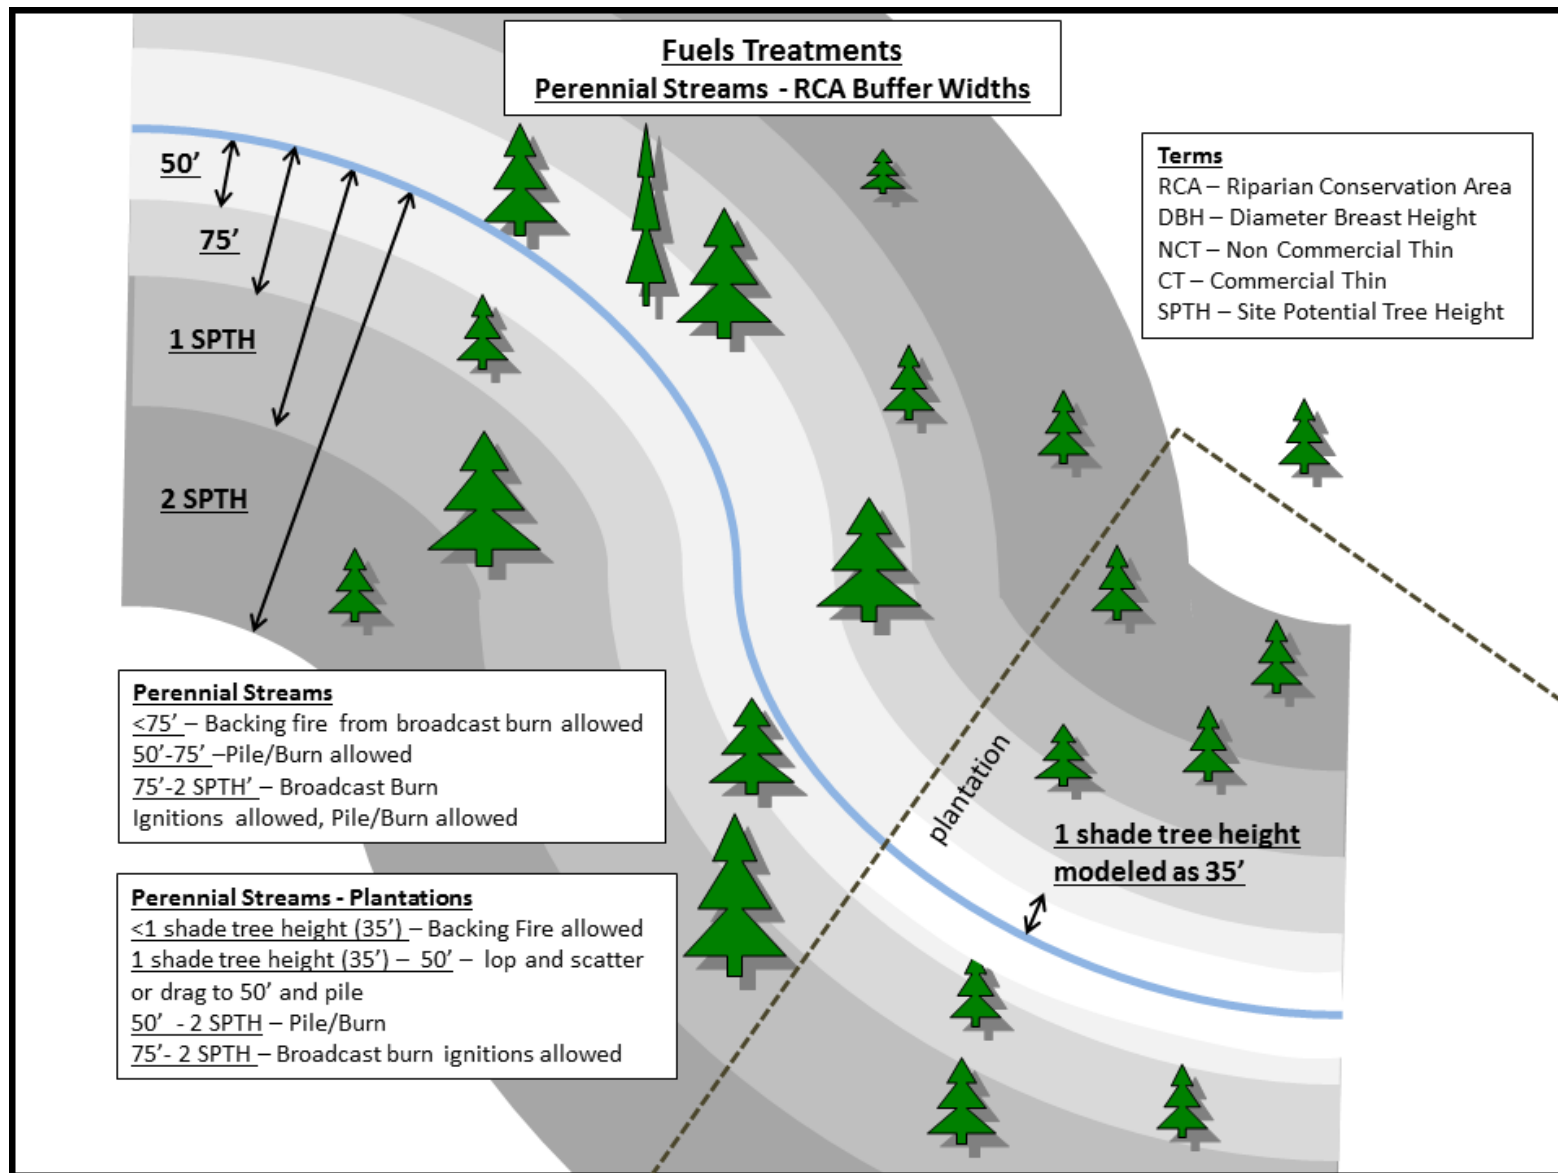 Fuels Treatments
Perennial Streams - RCA Buffer Widths
Terms
RCA – Riparian Conservation Area
DBH – Diameter Breast Height
NCT – Non Commercial Thin
CT – Commercial Thin
SPTH – Site Potential Tree Height
50’
75’
1 SPTH
2 SPTH
Perennial Streams
<75’ – Backing fire from broadcast burn allowed
50’-75’ –Pile/Burn allowed
75’-2 SPTH’ – Broadcast Burn
Ignitions allowed, Pile/Burn allowed
plantation
1 shade tree height
modeled as 35’
Perennial Streams - Plantations
<1 shade tree height (35’) – Backing Fire allowed
1 shade tree height (35’) – 50’ – lop and scatter
or drag to 50’ and pile
50’ - 2 SPTH – Pile/Burn
75’- 2 SPTH – Broadcast burn ignitions allowed